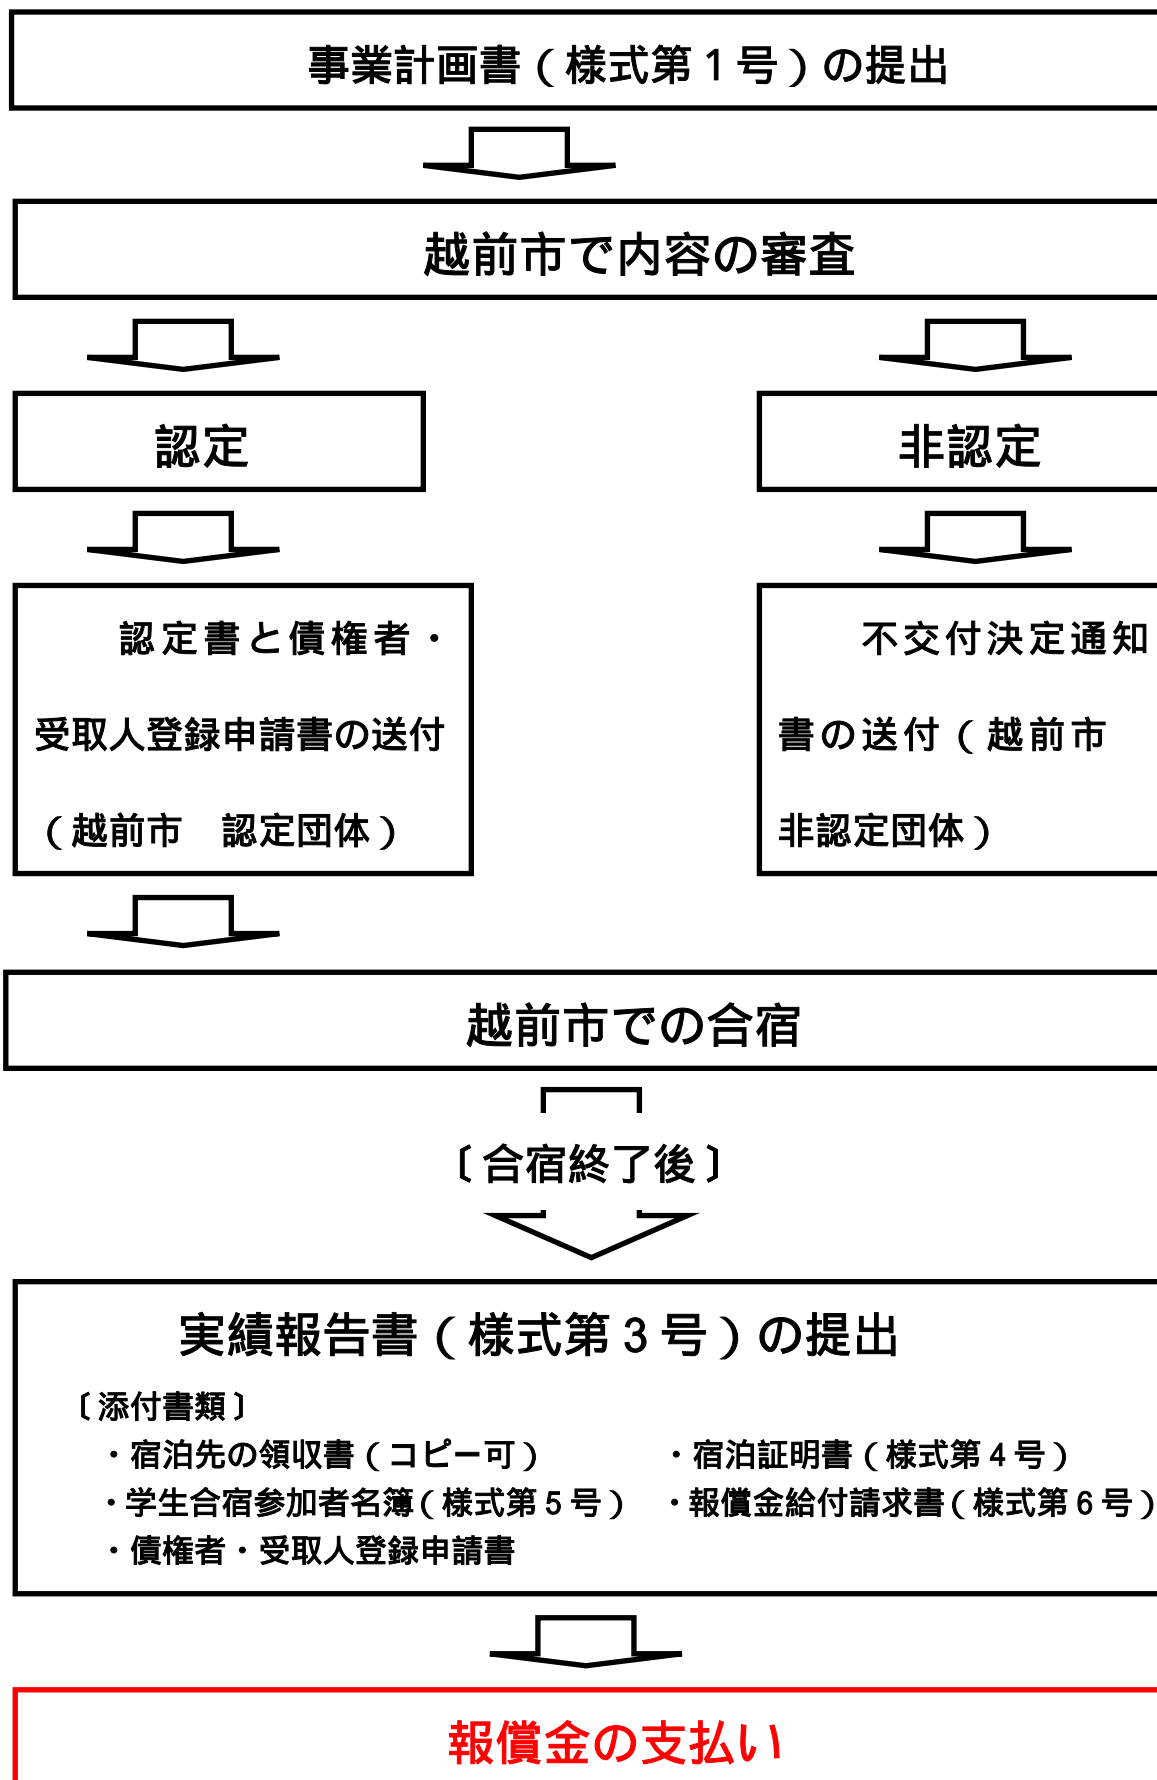 事業計画書（様式第１号）の提出
越前市で内容の審査
認定
非認定
認定書と債権者・
受取人登録申請書の送付
（越前市　認定団体）
不交付決定通知
書の送付（越前市
非認定団体）
越前市での合宿
〔合宿終了後〕
実績報告書（様式第３号）の提出
〔添付書類〕
・宿泊先の領収書（コピー可）　・宿泊証明書（様式第４号）
・学生合宿参加者名簿（様式第５号）　・報償金給付請求書（様式第６号）
・債権者・受取人登録申請書
報償金の支払い